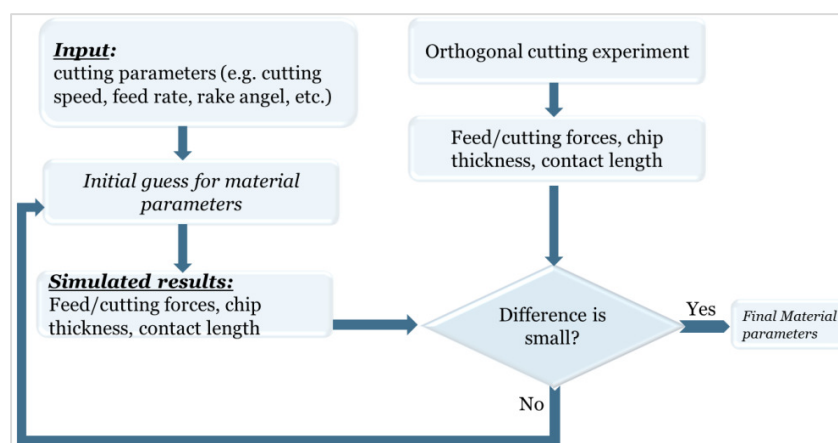 Input:
cutting parameters (e.g. cutting
speed, feed rate, rake angel, etc.)
Initial guess for material
parameters
Simulated results:
Feed/cutting forces, chip
thickness, contact length
Orthogonal cutting experiment
Feed/cutting forces, chip
thickness, contact length
Difference is
small?
Yes
Final Material
parameters
No